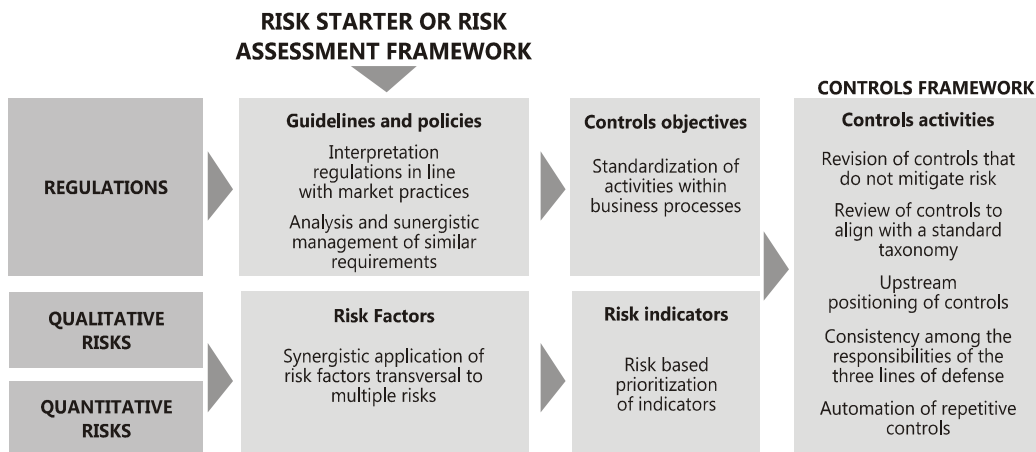 RISK STARTER OR RISK
ASSESSMENT FRAMEWORK
REGULATIONS
Guidelines and policies
Interpretation
regulations in line
with market practices
Analysis and sunergistic
management of similar
requirements
Controls objectives
Standardization of
activities within
business processes
QUALITATIVE
RISKS
QUANTITATIVE
RISKS
Risk Factors
Synergistic application of
risk factors transversal to
multiple risks
Risk indicators
Risk based
prioritization
of indicators
CONTROLS FRAMEWORK
Controls activities
Revision of controls that
do not mitigate risk
Review of controls to
align with a standard
taxonomy
Upstream
positioning of controls
Consistency among the
responsibilities of the
three lines of defense
Automation of repetitive
controls